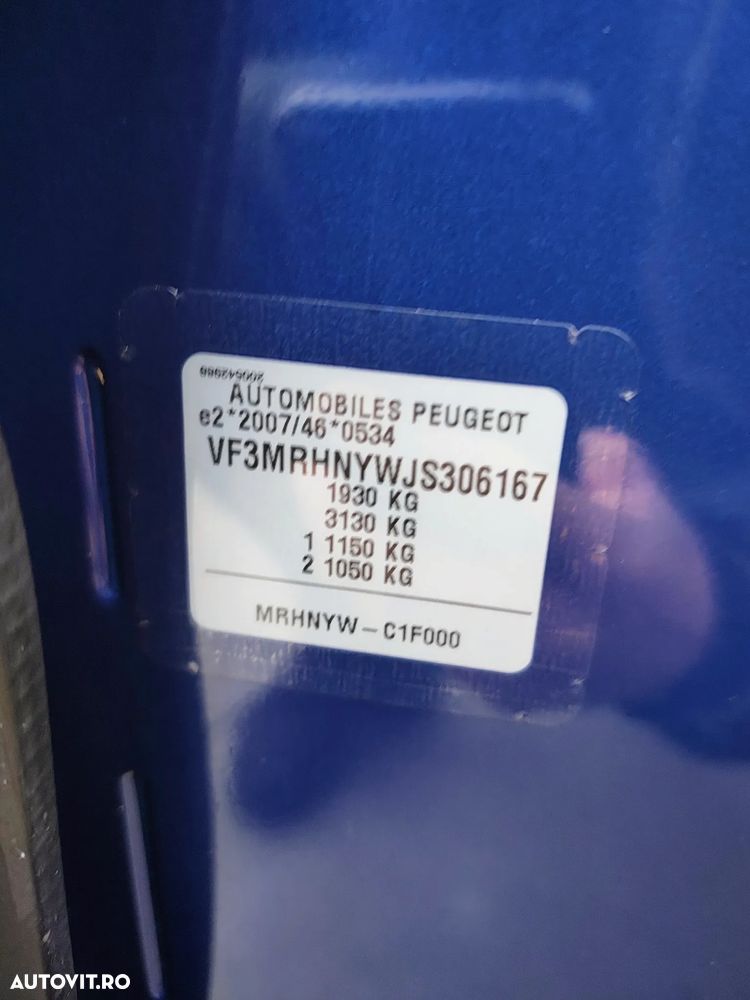 200542988
AUTOMOBILES PEUGEOT
e2*2007/46*0534
VF3MRHNYWJS306167
1930 KG
3130 KG
1 1150 KG
2 1050 KG
MRHNYW - C1F000
AUTOVIT.RO